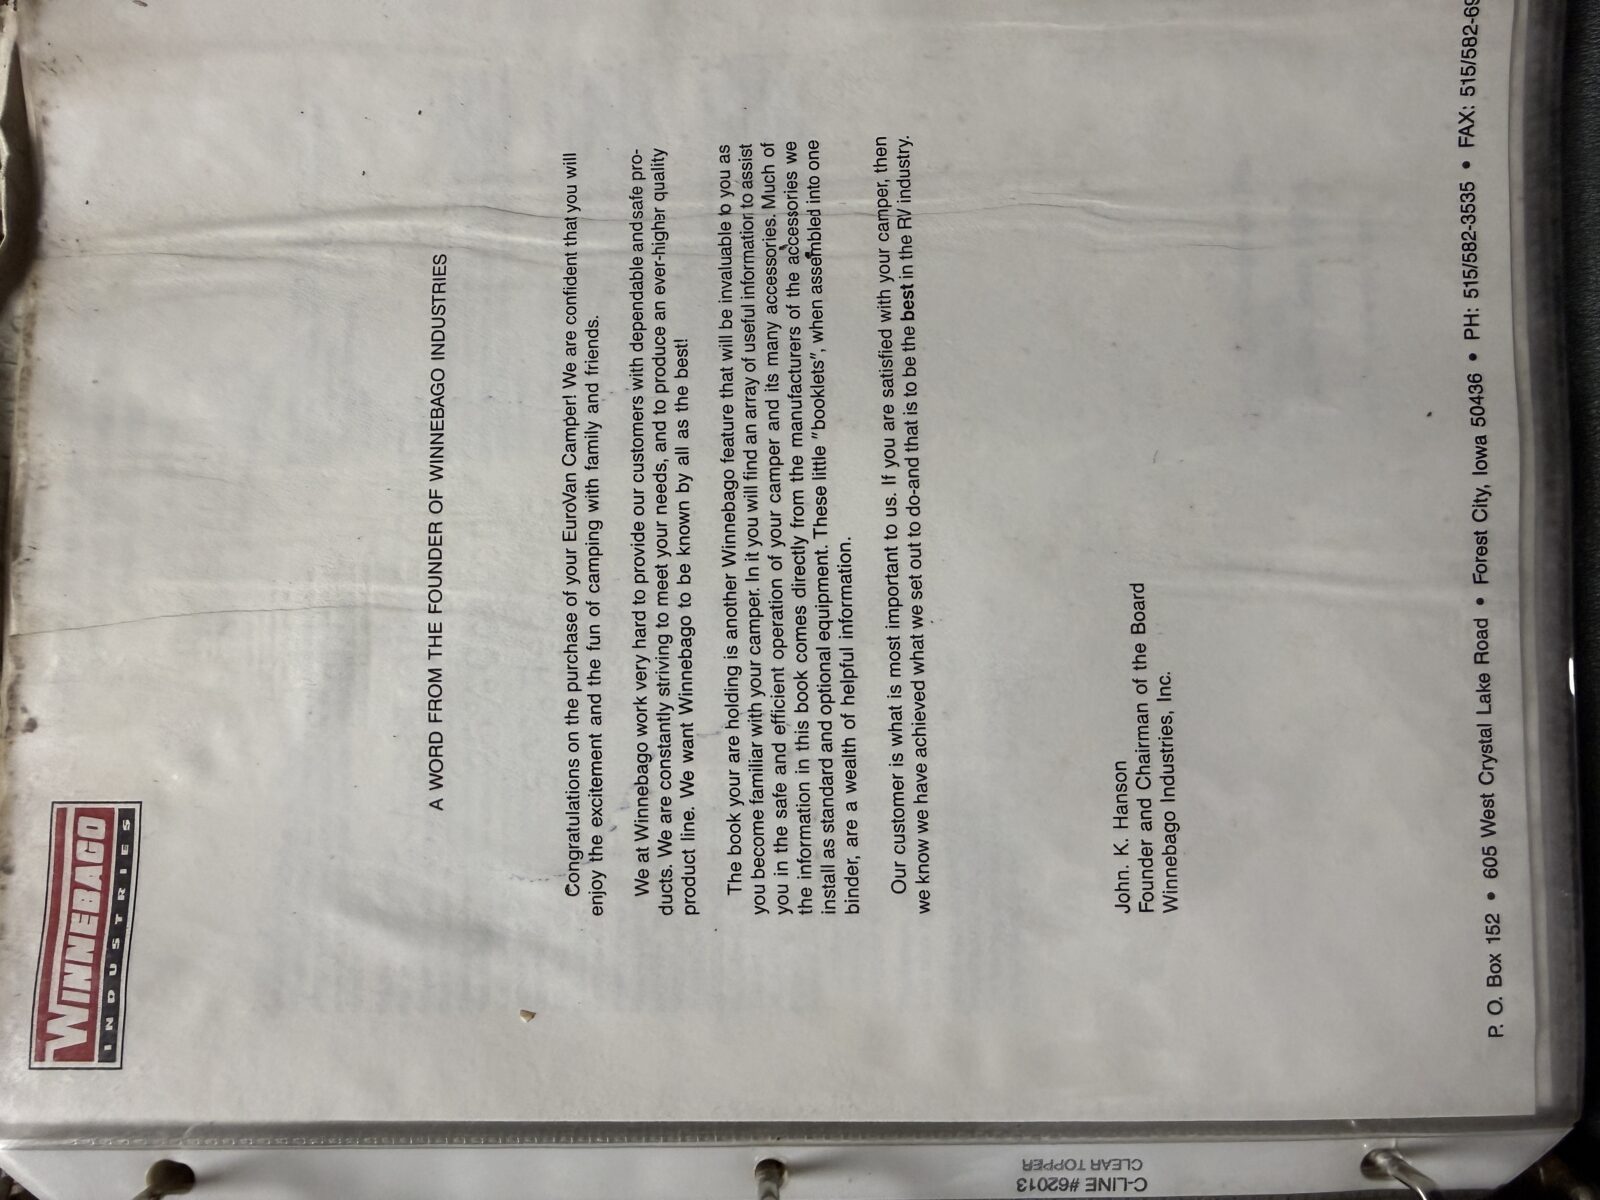 WINNEBAGO
INDUSTRIES
A WORD FROM THE FOUNDER OF WINNEBAGO INDUSTRIES
Congratulations on the purchase of your EuroVan Camper! We are confident that you will
enjoy the excitement and the fun of camping with family and friends.
We at Winnebago work very hard to provide our customers with dependable and safe pro-
ducts. We are constantly striving to meet your needs, and to produce an ever-higher quality
product line. We want Winnebago to be known by all as the best!
The book your are holding is another Winnebago feature that will be invaluable to you as
you become familiar with your camper. In it you will find an array of useful information to assist
you in the safe and efficient operation of your camper and its many accessories. Much of
the information in this book comes directly from the manufacturers of the accessories we
install as standard and optional equipment. These little "booklets", when assembled into one
binder, are a wealth of helpful information.
Our customer is what is most important to us. If you are satisfied with your camper, then
we know we have achieved what we set out to do-and that is to be the best in the RV industry.
John. K. Hanson
Founder and Chairman of the Board
Winnebago Industries, Inc.
P. O. Box 152 • 605 West Crystal Lake Road • Forest City, Iowa 50436 • PH: 515/582-3535 • FAX: 515/582-69
C-LINE #62013
CLEAR TOPPER